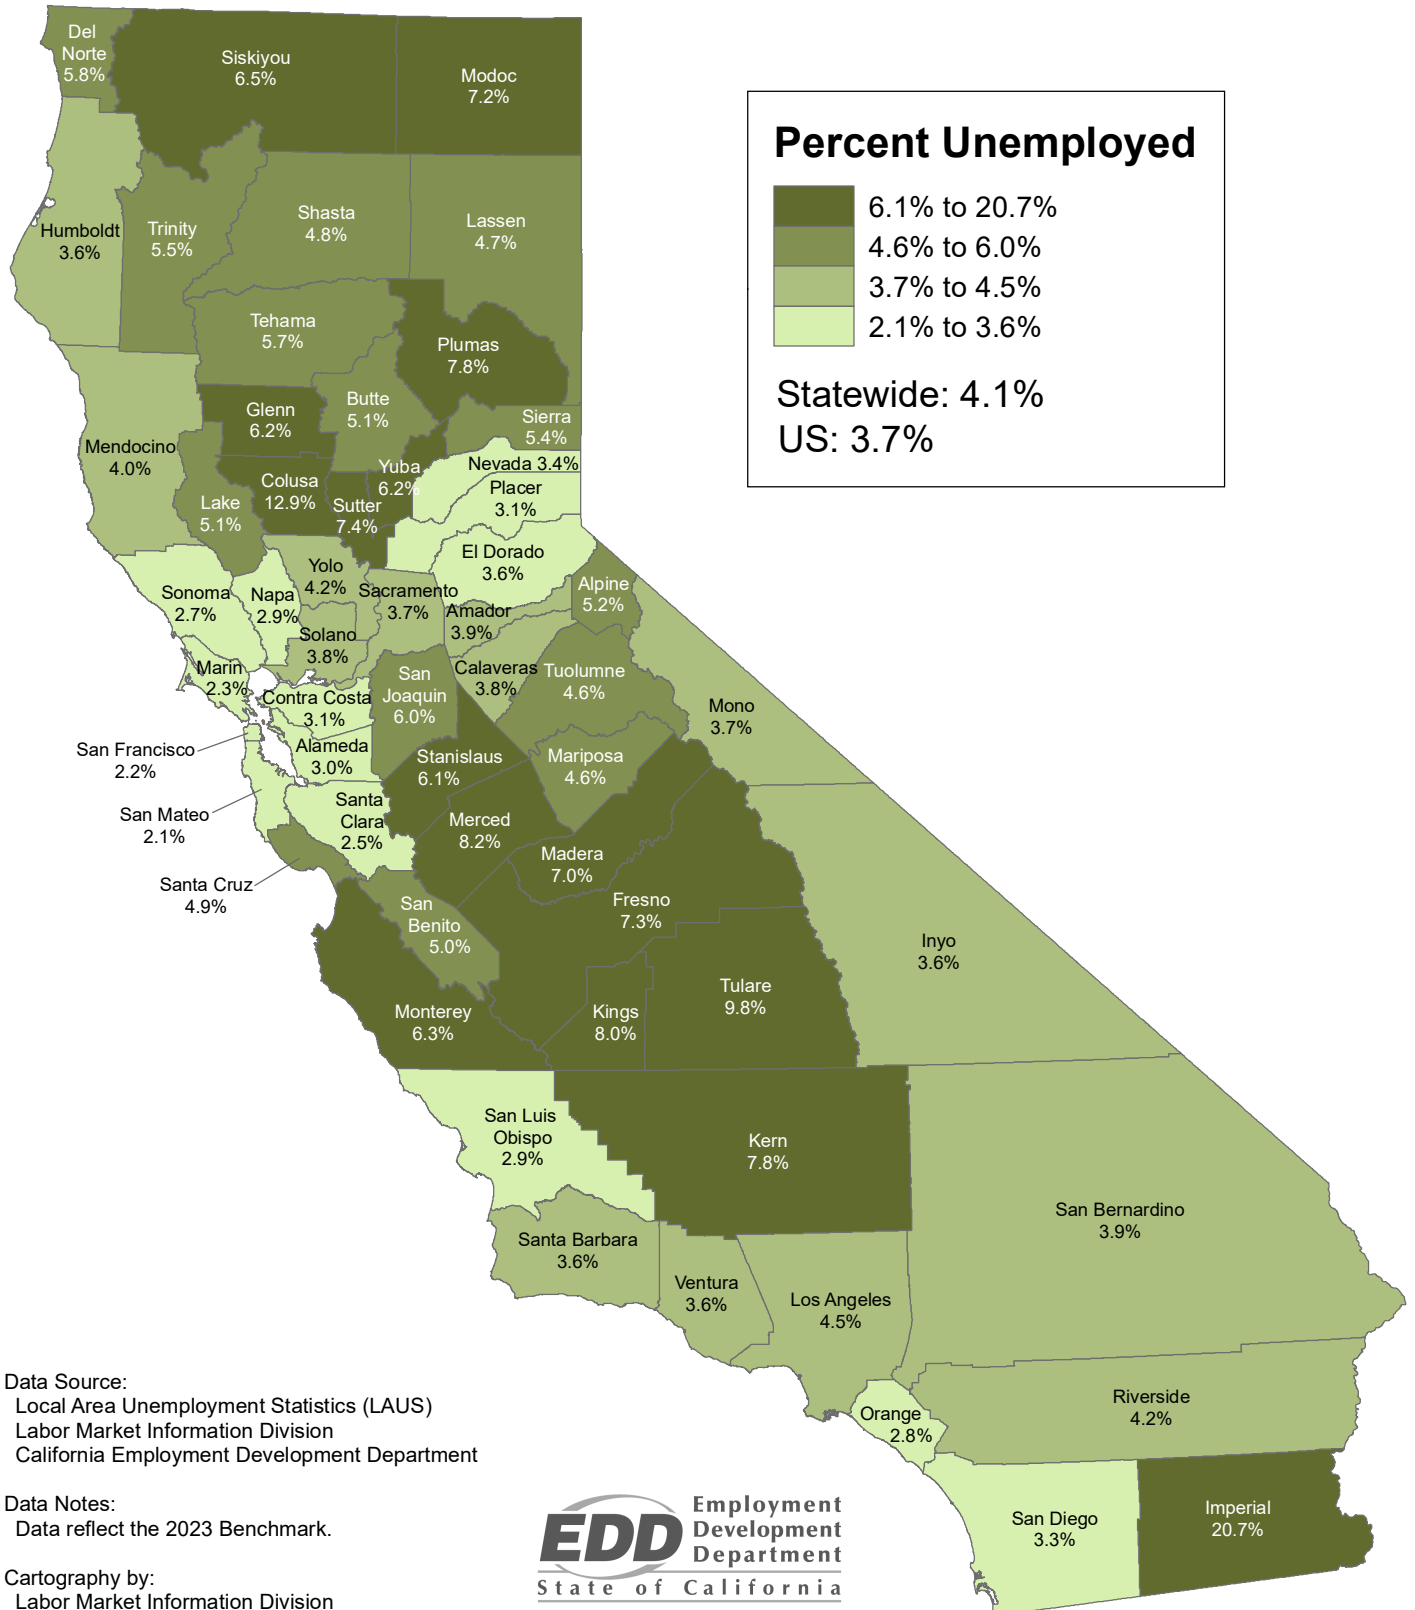 Del
Norte
5.8%
Siskiyou
6.5%
Modoc
7.2%
Percent Unemployed
6.1% to 20.7%
4.6% to 6.0%
3.7% to 4.5%
2.1% to 3.6%
Statewide: 4.1%
US: 3.7%
Humboldt
3.6%
Trinity
5.5%
Shasta
4.8%
Lassen
4.7%
Tehama
5.7%
Plumas
7.8%
Glenn
6.2%
Butte
5.1%
Sierra
5.4%
Mendocino
4.0%
Lake
5.1%
Colusa
12.9%
Sutter
7.4%
Yuba
6.2%
Nevada 3.4%
Placer
3.1%
El Dorado
3.6%
Sonoma
2.7%
Napa
2.9%
Yolo
4.2%
Sacramento
3.7%
Amador
3.9%
Alpine
5.2%
Solano
3.8%
Marin
2.3%
Contra Costa
3.1%
San
Joaquin
6.0%
Calaveras
3.8%
Tuolumne
4.6%
Mono
3.7%
San Francisco
2.2%
Alameda
3.0%
Stanislaus
6.1%
Mariposa
4.6%
San Mateo
2.1%
Santa
Clara
2.5%
Merced
8.2%
Madera
7.0%
Santa Cruz
4.9%
San
Benito
5.0%
Fresno
7.3%
Inyo
3.6%
Monterey
6.3%
Kings
8.0%
Tulare
9.8%
San Luis
Obispo
2.9%
Kern
7.8%
San Bernardino
3.9%
Santa Barbara
3.6%
Ventura
3.6%
Los Angeles
4.5%
Orange
2.8%
Riverside
4.2%
San Diego
3.3%
Imperial
20.7%
Data Source:
Local Area Unemployment Statistics (LAUS)
Labor Market Information Division
California Employment Development Department
Data Notes:
Data reflect the 2023 Benchmark.
Cartography by:
Labor Market Information Division
EDD
Employment
Development
Department
State of California